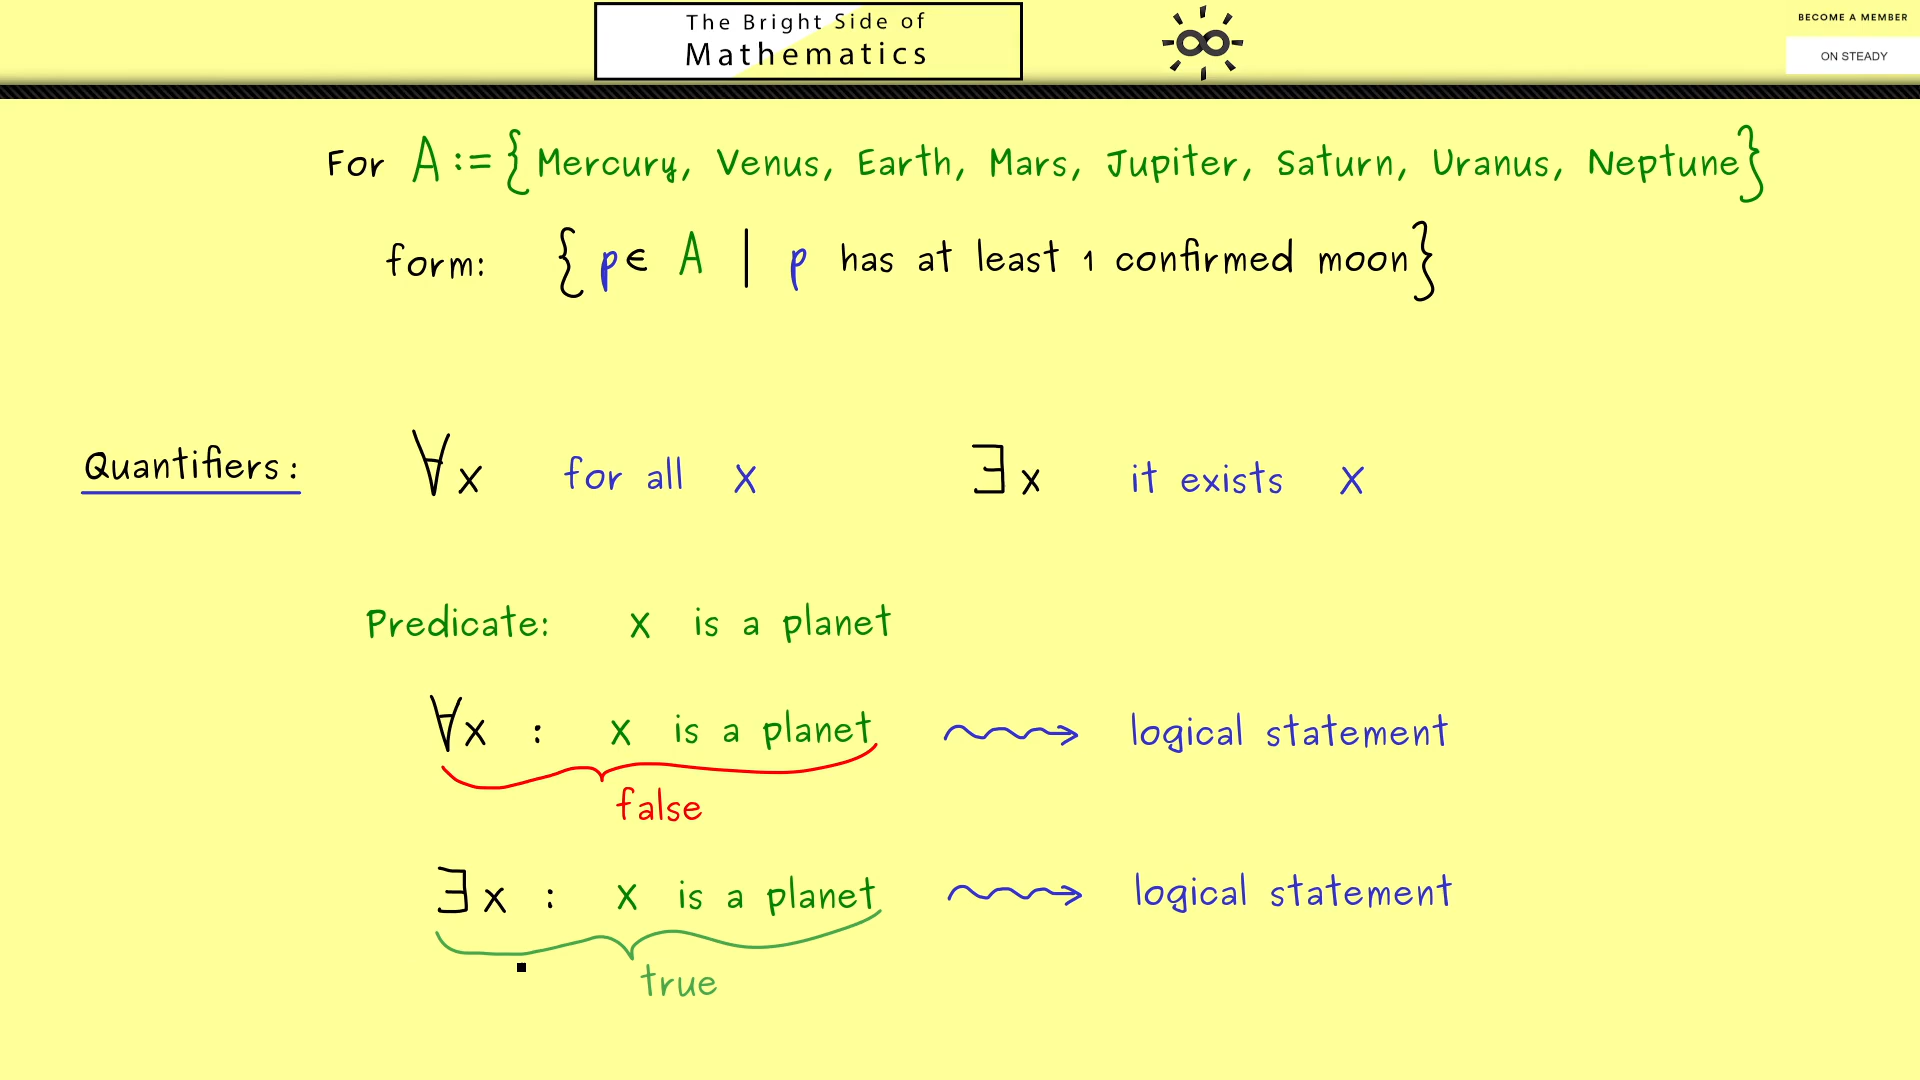 The Bright Side of
Mathematics
BECOME A MEMBER
ON STEADY
For A := { Mercury, Venus, Earth, Mars, Jupiter, Saturn, Uranus, Neptune }
form: { p ∈ A | p has at least 1 confirmed moon }
Quantifiers: ∀x for all x ∃x it exists x
Predicate: x is a planet
∀x : x is a planet ⟿ logical statement
false
∃x : x is a planet ⟿ logical statement
true